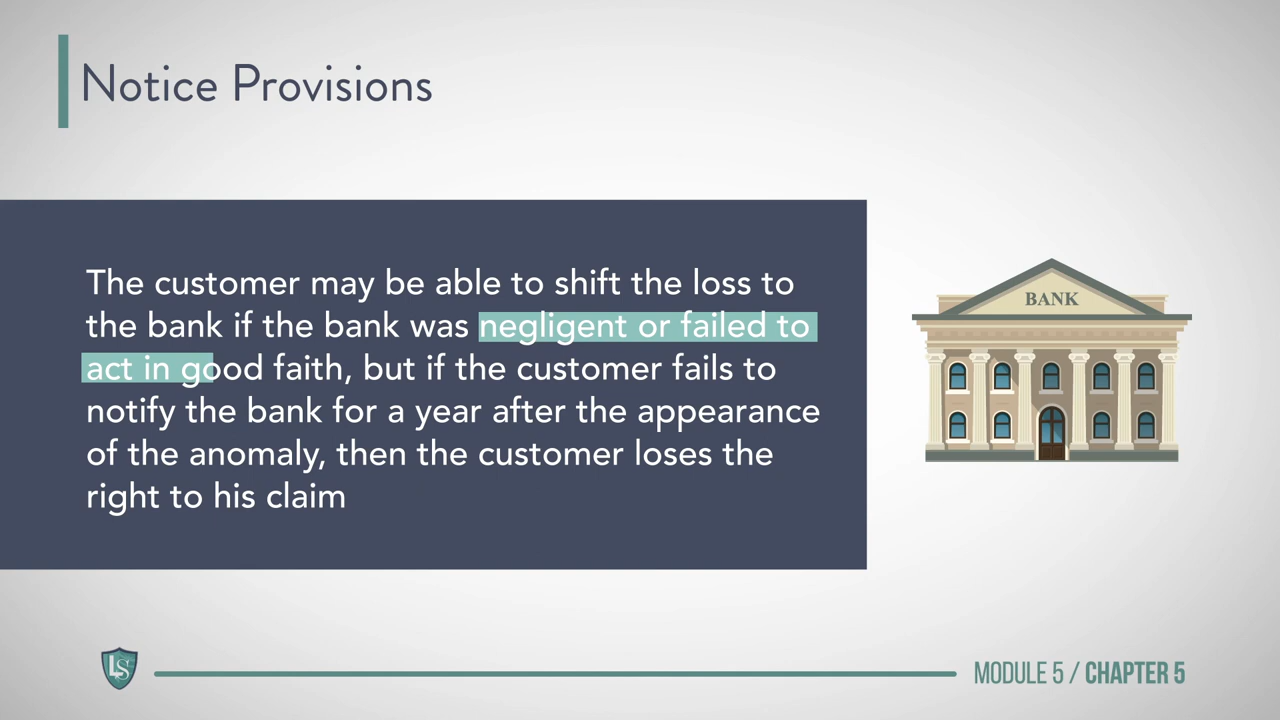 Notice Provisions
The customer may be able to shift the loss to
the bank if the bank was negligent or failed to
act in good faith, but if the customer fails to
notify the bank for a year after the appearance
of the anomaly, then the customer loses the
right to his claim
BANK
LS
MODULE 5 / CHAPTER 5